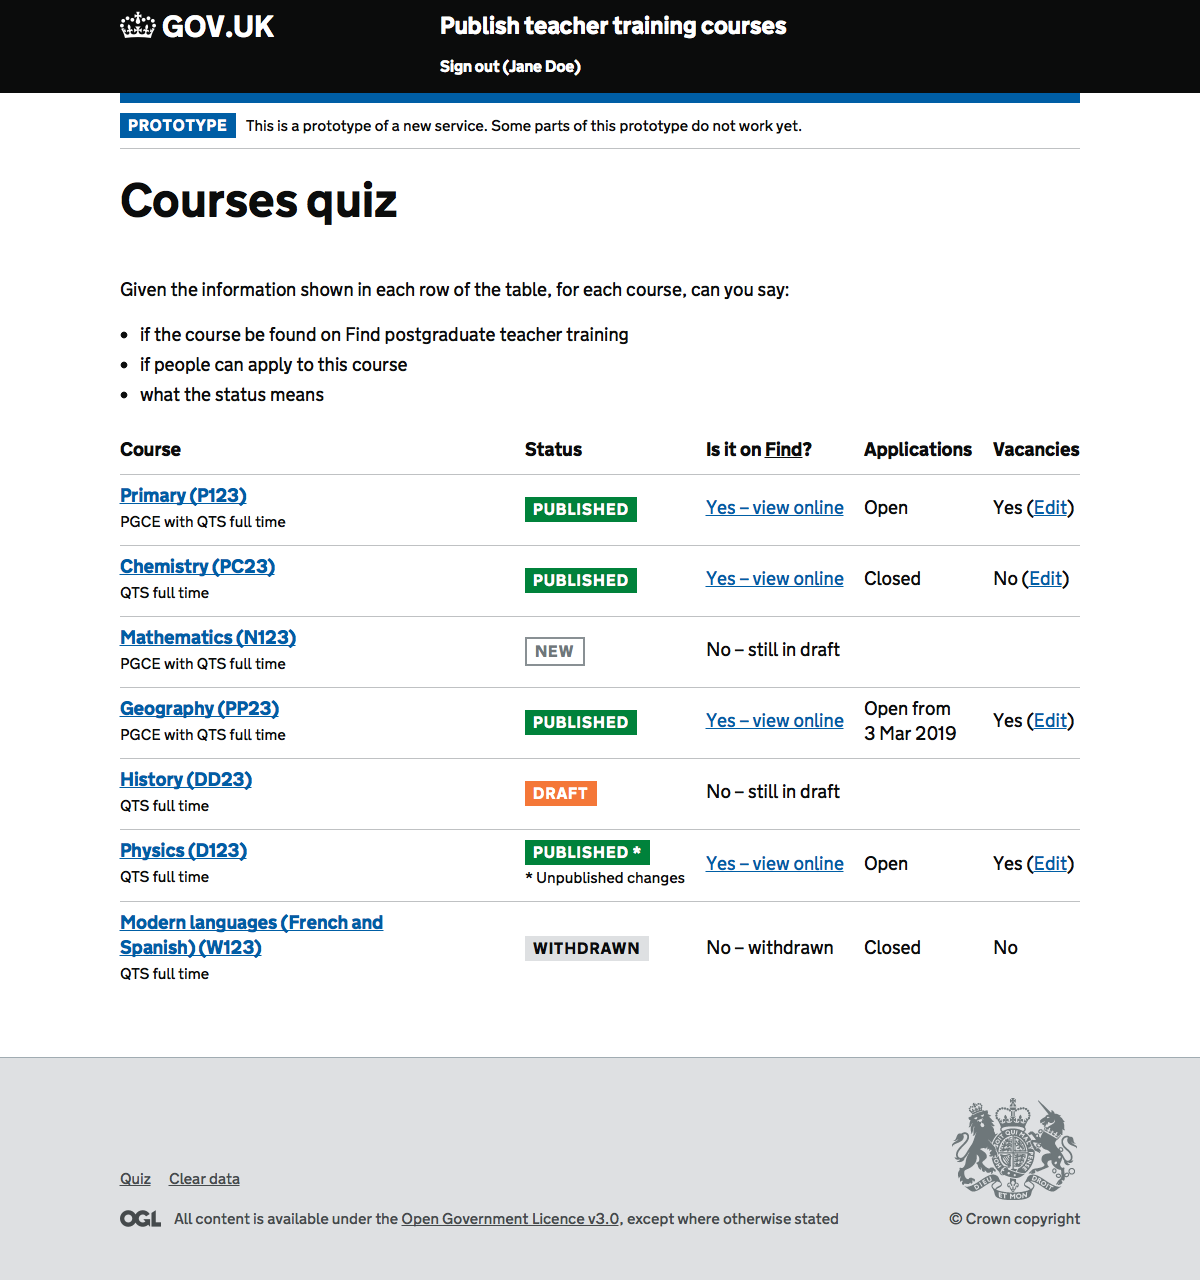 GOV.UK
Publish teacher training courses
Sign out (Jane Doe)
PROTOTYPE This is a prototype of a new service. Some parts of this prototype do not work yet.
Courses quiz
Given the information shown in each row of the table, for each course, can you say:
• if the course be found on Find postgraduate teacher training
• if people can apply to this course
• what the status means
Course Status Is it on Find? Applications Vacancies
Primary (P123)
PGCE with QTS full time
PUBLISHED Yes – view online Open Yes (Edit)
Chemistry (PC23)
QTS full time
PUBLISHED Yes – view online Closed No (Edit)
Mathematics (N123)
PGCE with QTS full time
NEW No – still in draft
Geography (PP23)
PGCE with QTS full time
PUBLISHED Yes – view online
Open from
3 Mar 2019
Yes (Edit)
History (DD23)
QTS full time
DRAFT No – still in draft
Physics (D123)
QTS full time
PUBLISHED *
* Unpublished changes
Yes – view online Open Yes (Edit)
Modern languages (French and
Spanish) (W123)
QTS full time
WITHDRAWN No – withdrawn Closed No
Quiz Clear data
OGL All content is available under the Open Government Licence v3.0, except where otherwise stated
DIEU ET MON DROIT
© Crown copyright